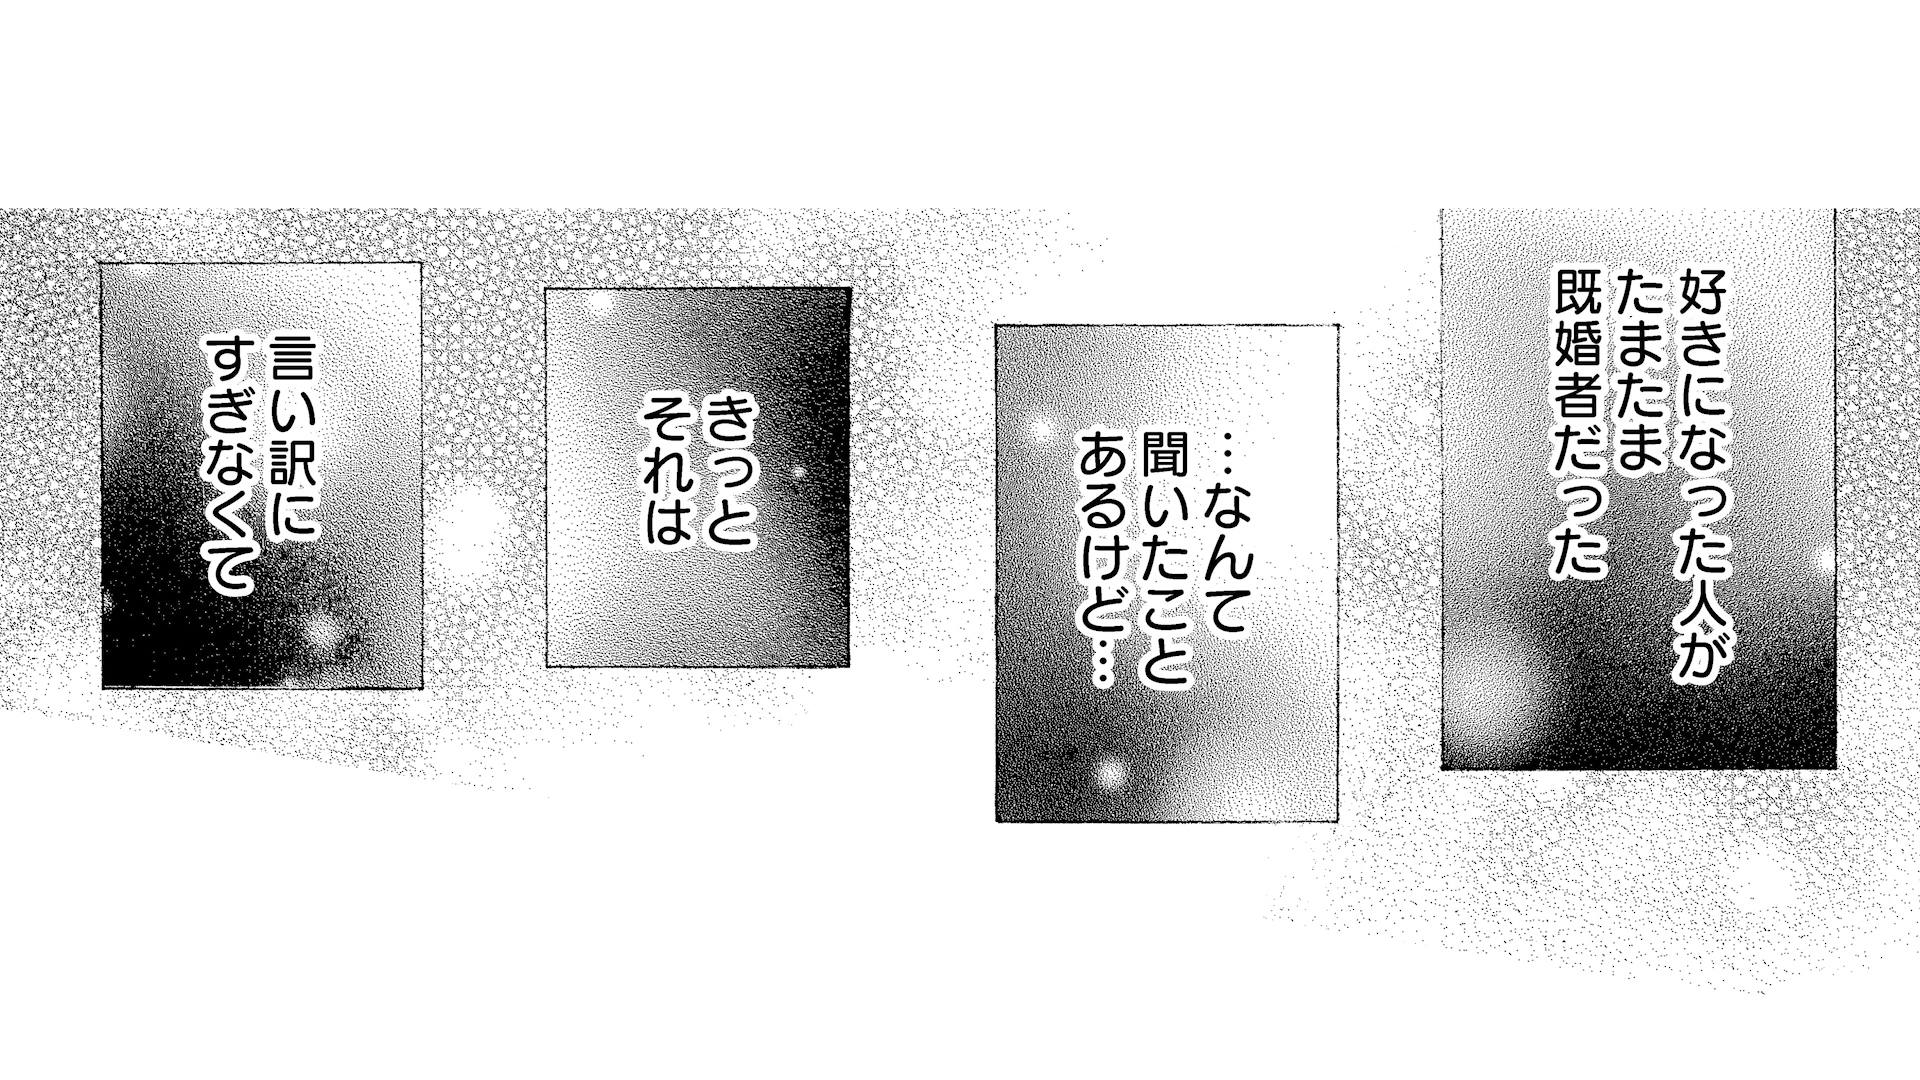 好きになった人が
たまたま
既婚者だった
…なんて
聞いたこと
あるけど…
きっと
それは
言い訳に
すぎなくて